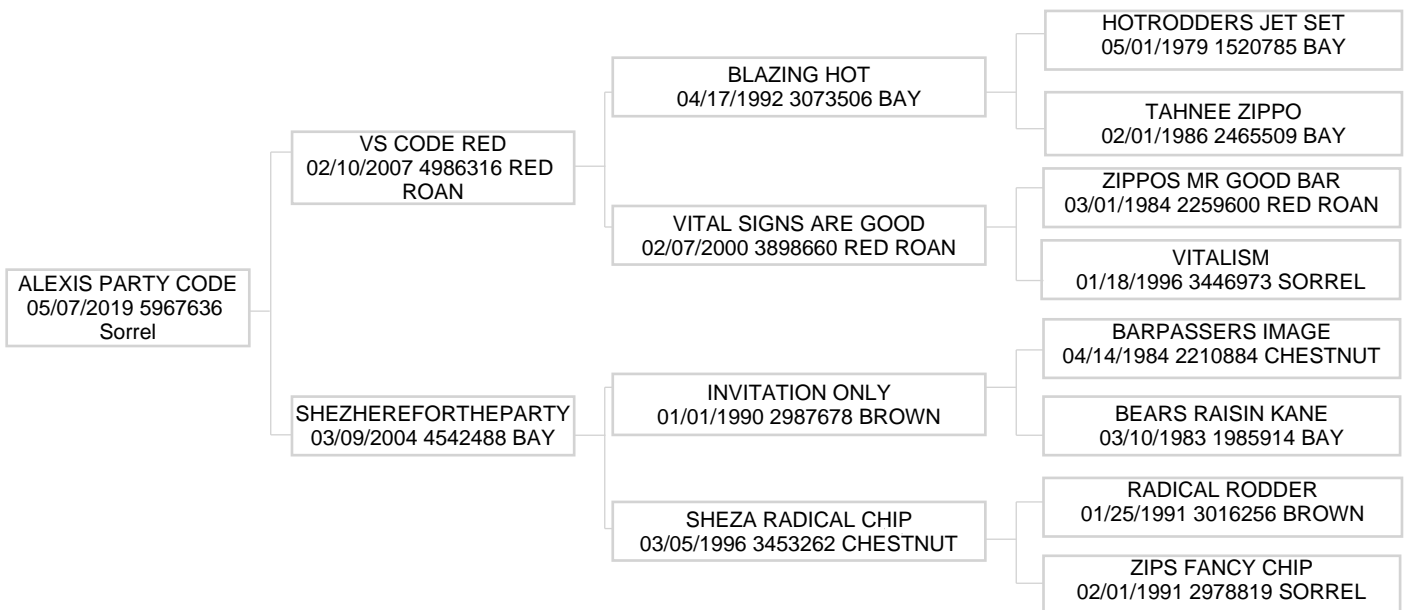 ALEXIS PARTY CODE
05/07/2019 5967636
Sorrel
VS CODE RED
02/10/2007 4986316 RED
ROAN
SHEZHEREFORTHEPARTY
03/09/2004 4542488 BAY
BLAZING HOT
04/17/1992 3073506 BAY
VITAL SIGNS ARE GOOD
02/07/2000 3898660 RED ROAN
INVITATION ONLY
01/01/1990 2987678 BROWN
SHEZA RADICAL CHIP
03/05/1996 3453262 CHESTNUT
HOTRODDERS JET SET
05/01/1979 1520785 BAY
TAHNEE ZIPPO
02/01/1986 2465509 BAY
ZIPPOS MR GOOD BAR
03/01/1984 2259600 RED ROAN
VITALISM
01/18/1996 3446973 SORREL
BARPASSERS IMAGE
04/14/1984 2210884 CHESTNUT
BEARS RAISIN KANE
03/10/1983 1985914 BAY
RADICAL RODDER
01/25/1991 3016256 BROWN
ZIPS FANCY CHIP
02/01/1991 2978819 SORREL